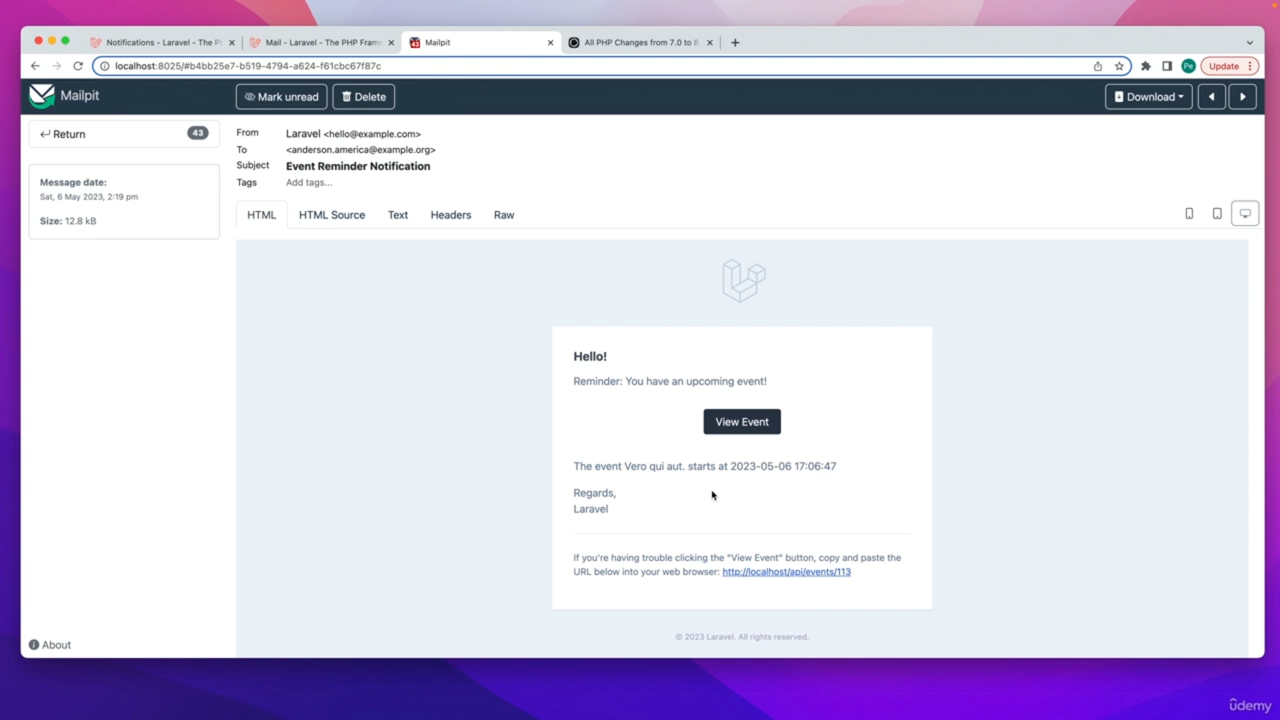 Notifications - Laravel - The P
Mail - Laravel - The PHP Fram
43
Mailpit
All PHP Changes from 7.0 to 8.
localhost:8025/#b4bb25e7-b519-4794-a624-f61cbc67f87c
Pe
Update
Mailpit
Mark unread
Delete
Download
Return
43
From Laravel <hello@example.com>
To <anderson.america@example.org>
Subject Event Reminder Notification
Tags Add tags...
Message date:
Sat, 6 May 2023, 2:19 pm
Size: 12.8 kB
HTML
HTML Source
Text
Headers
Raw
Hello!
Reminder: You have an upcoming event!
View Event
The event Vero qui aut. starts at 2023-05-06 17:06:47
Regards,
Laravel
If you're having trouble clicking the "View Event" button, copy and paste the
URL below into your web browser: http://localhost/api/events/113
© 2023 Laravel. All rights reserved.
About
ûdemy